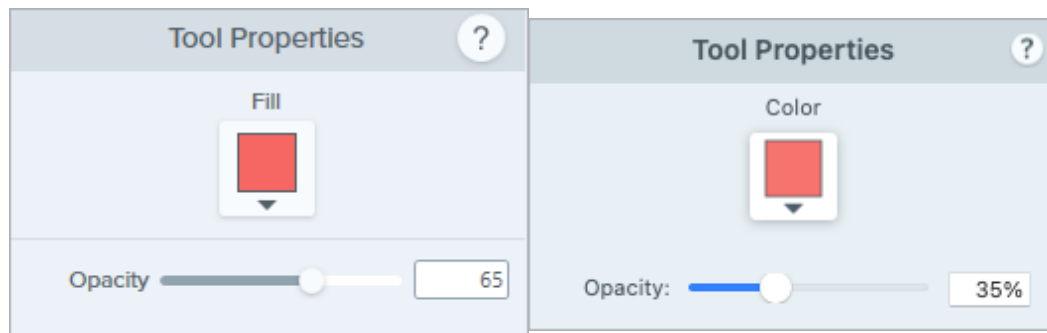 Tool Properties ?
Fill
Opacity 65
Tool Properties ?
Color
Opacity: 35%